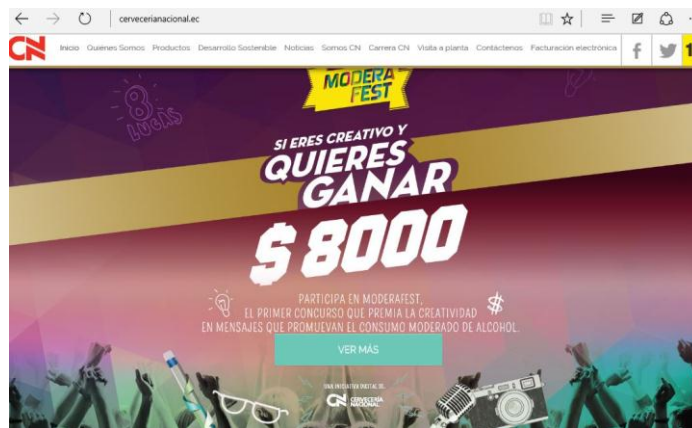 cervecerianacional.ec
CN
Inicio Quiénes Somos Productos Desarrollo Sostenible Noticias Somos CN Carrera CN Visita a planta Contáctenos Facturación electrónica
MODERA
FEST
8
LUCAS
SI ERES CREATIVO Y
QUIERES
GANAR
$ 8000
PARTICIPA EN MODERAFEST,
EL PRIMER CONCURSO QUE PREMIA LA CREATIVIDAD
EN MENSAJES QUE PROMUEVAN EL CONSUMO MODERADO DE ALCOHOL.
VER MÁS
UNA INICIATIVA DIGITAL DE:
CN CERVECERÍA
NACIONAL